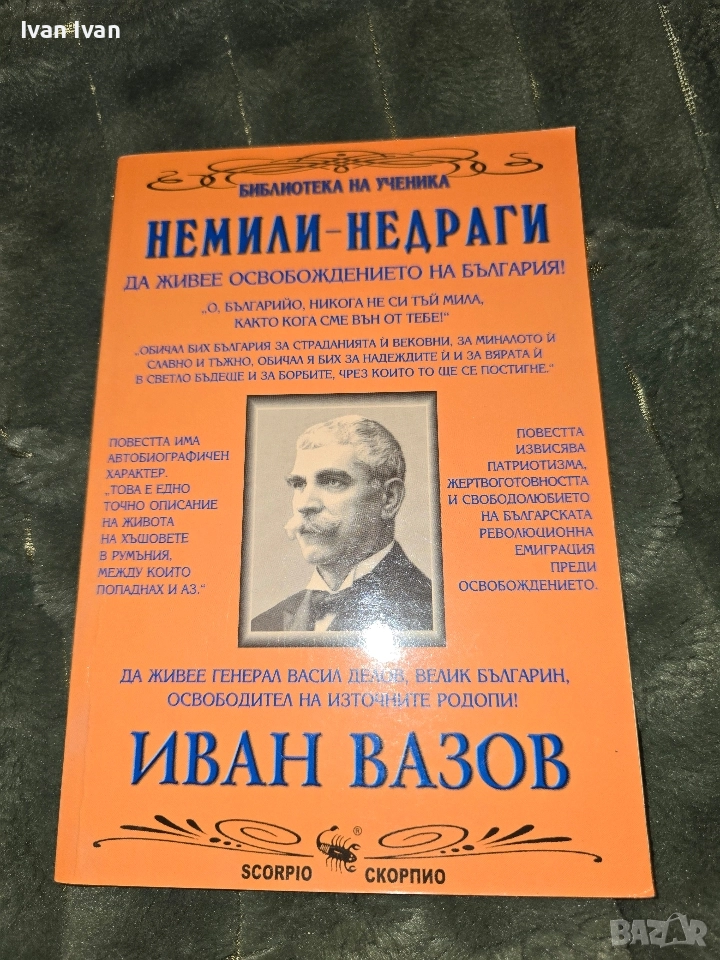 Ivan Ivan
БИБЛИОТЕКА НА УЧЕНИКА
НЕМИЛИ-НЕДРАГИ
ДА ЖИВЕЕ ОСВОБОЖДЕНИЕТО НА БЪЛГАРИЯ!
„О, БЪЛГАРИЙО, НИКОГА НЕ СИ ТЪЙ МИЛА,
КАКТО КОГА СМЕ ВЪН ОТ ТЕБЕ!“
„ОБИЧАЛ БИХ БЪЛГАРИЯ ЗА СТРАДАНИЯТА Ѝ ВЕКОВНИ, ЗА МИНАЛОТО Ѝ
СЛАВНО И ТЪЖНО, ОБИЧАЛ Я БИХ ЗА НАДЕЖДИТЕ Ѝ И ЗА ВЯРАТА Ѝ
В СВЕТЛО БЪДЕЩЕ И ЗА БОРБИТЕ, ЧРЕЗ КОИТО ТО ЩЕ СЕ ПОСТИГНЕ.“
ПОВЕСТТА ИМА
АВТОБИОГРАФИЧЕН
ХАРАКТЕР.
„ТОВА Е ЕДНО
ТОЧНО ОПИСАНИЕ
НА ЖИВОТА
НА ХЪШОВЕТЕ
В РУМЪНИЯ,
МЕЖДУ КОИТО
ПОПАДНАХ И АЗ.“
ПОВЕСТТА
ИЗВИСЯВА
ПАТРИОТИЗМА,
ЖЕРТВОГОТОВНОСТТА
И СВОБОДОЛЮБИЕТО
НА БЪЛГАРСКАТА
РЕВОЛЮЦИОННА
ЕМИГРАЦИЯ
ПРЕДИ
ОСВОБОЖДЕНИЕТО.
ДА ЖИВЕЕ ГЕНЕРАЛ ВАСИЛ ДЕЛОВ, ВЕЛИК БЪЛГАРИН,
ОСВОБОДИТЕЛ НА ИЗТОЧНИТЕ РОДОПИ!
ИВАН ВАЗОВ
®
SCORPIO СКОРПИО
BAZAR